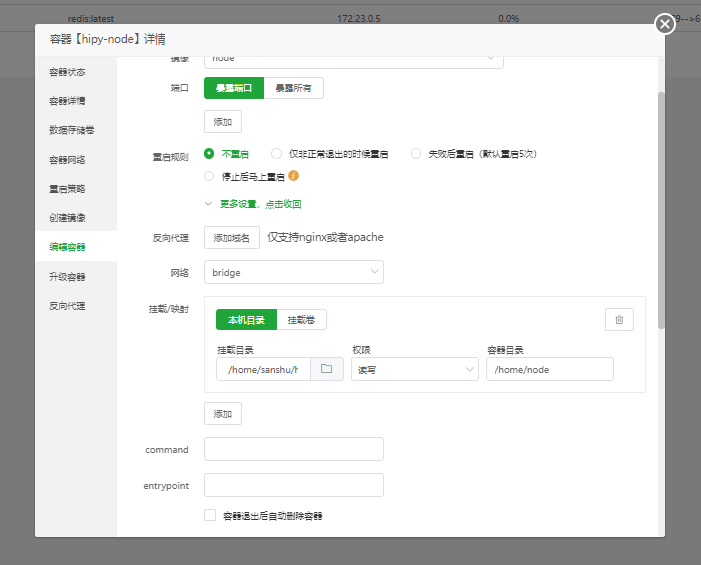 redis:latest 172.23.0.5 0.0% 9-->6
容器【hipy-node】详情
容器状态
容器详情
数据存储卷
容器网络
重启策略
创建镜像
编辑容器
升级容器
反向代理
镜像 node
端口 暴露端口 暴露所有
添加
重启规则 不重启 仅非正常退出的时候重启 失败后重启（默认重启5次）
停止后马上重启
更多设置，点击收回
反向代理 添加域名 仅支持nginx或者apache
网络 bridge
挂载/映射 本机目录 挂载卷
挂载目录 权限 容器目录
/home/sanshu/h 读写 /home/node
添加
command
entrypoint
容器退出后自动删除容器